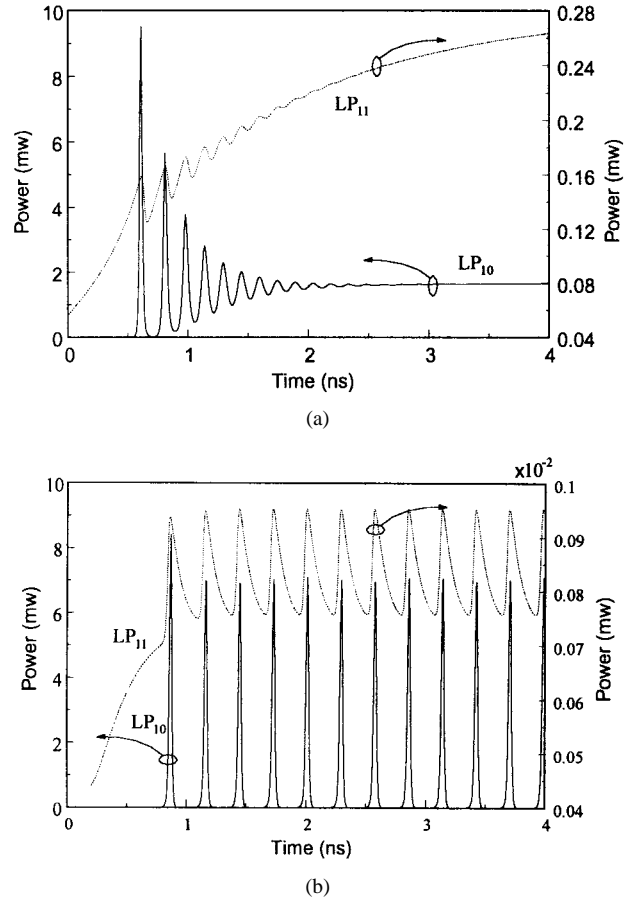 10
8
6
4
2
0
Power (mw)
0.28
0.24
0.20
0.16
0.12
0.08
0.04
Power (mw)
LP11
LP10
0 1 2 3 4
Time (ns)
(a)
x10-2
10
8
6
4
2
0
Power (mw)
0.1
0.09
0.08
0.07
0.06
0.05
0.04
Power (mw)
LP11
LP10
0 1 2 3 4
Time (ns)
(b)